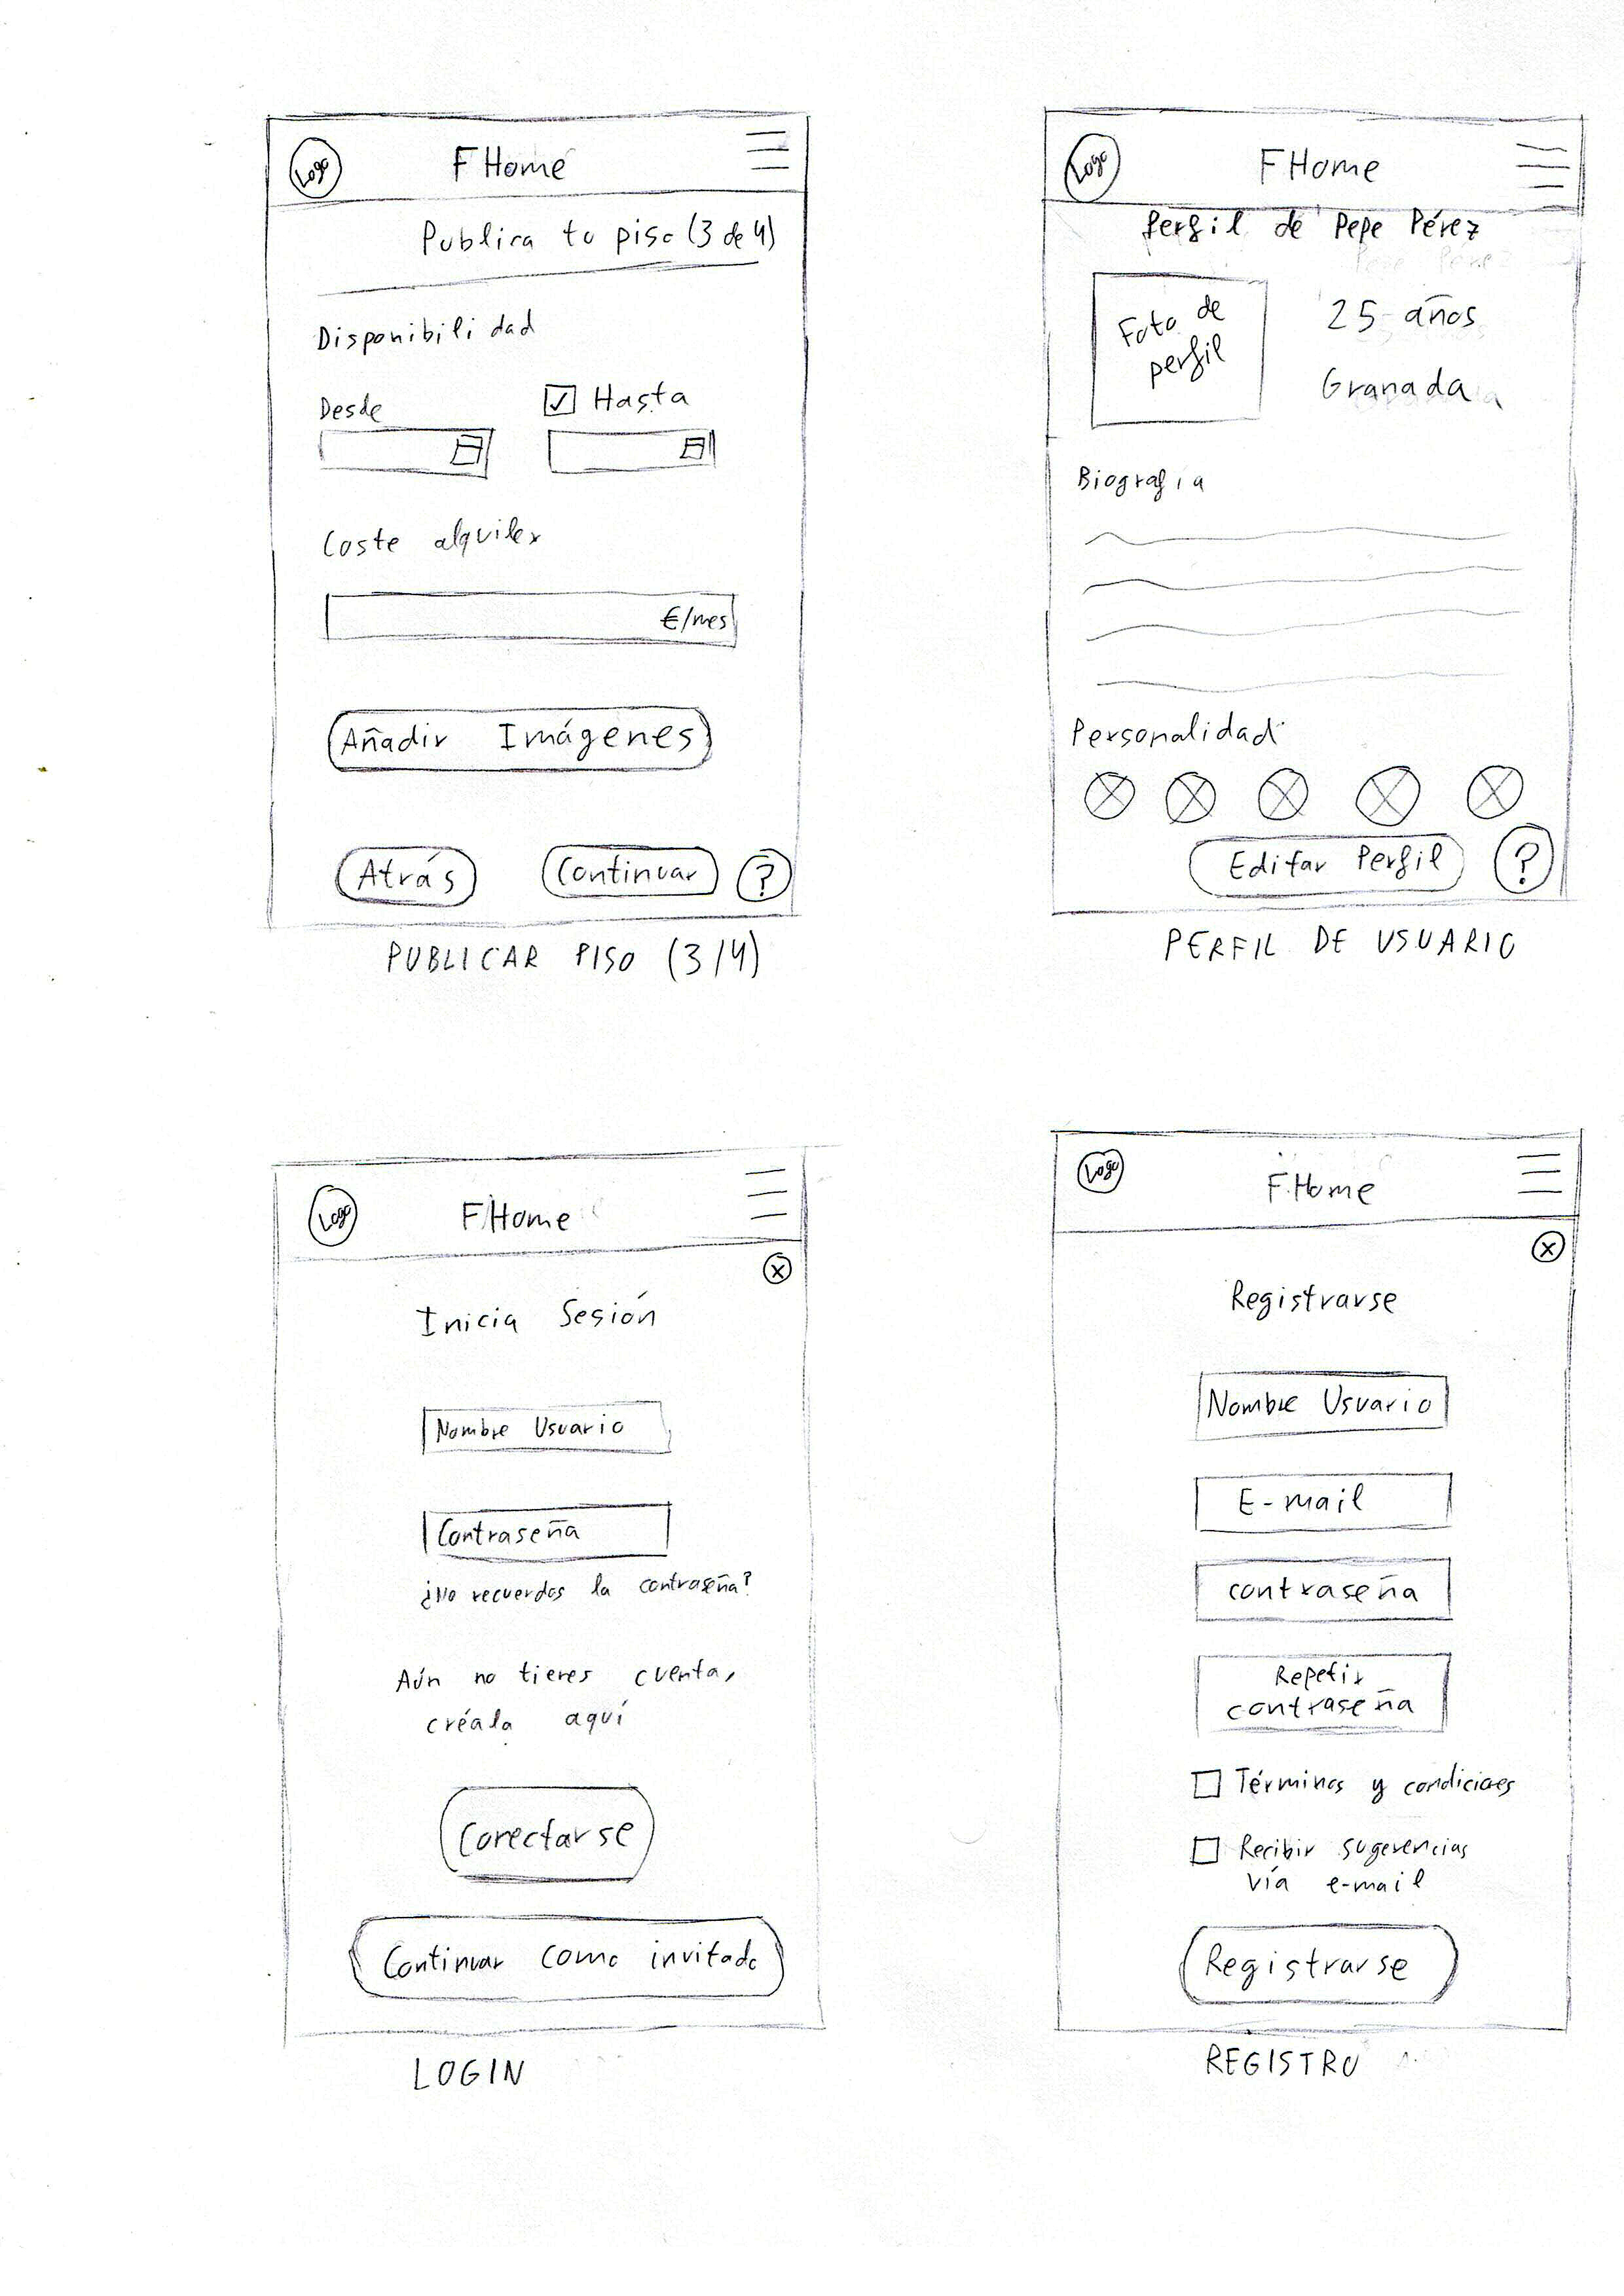 Logo
F Home
Publica tu piso (3 de 4)
Disponibilidad
Desde
Hasta
Coste alquiler
€/mes
Añadir Imágenes
Atrás
Continuar
?
PUBLICAR PISO (3/4)
Logo
F Home
Perfil de Pepe Pérez
Foto de
perfil
25 años
Granada
Biografía
Personalidad
Editar Perfil
?
PERFIL DE USUARIO
Logo
F Home
Inicia Sesión
Nombre Usuario
Contraseña
¿No recuerdas la contraseña?
Aún no tienes cuenta,
créala aquí
Conectarse
Continuar como invitado
LOGIN
Logo
F Home
Registrarse
Nombre Usuario
E-mail
contraseña
Repetir
contraseña
Términos y condiciones
Recibir sugerencias
vía e-mail
Registrarse
REGISTRO